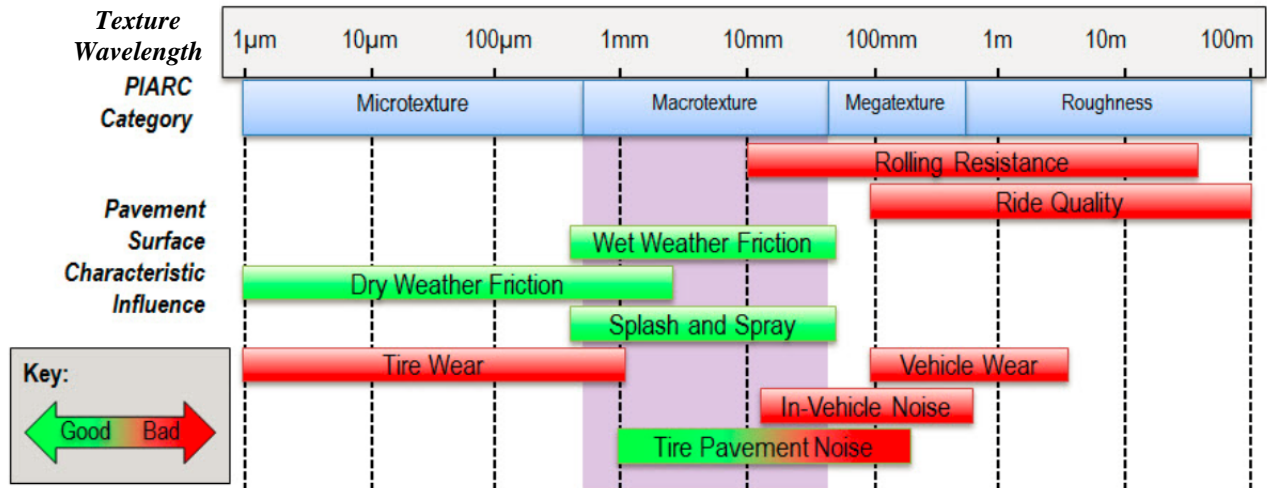 Texture
Wavelength
1µm 10µm 100µm 1mm 10mm 100mm 1m 10m 100m
PIARC
Category
Microtexture Macrotexture Megatexture Roughness
Rolling Resistance
Ride Quality
Pavement
Surface
Characteristic
Influence
Wet Weather Friction
Dry Weather Friction
Splash and Spray
Tire Wear
Vehicle Wear
In-Vehicle Noise
Tire Pavement Noise
Key:
Good Bad